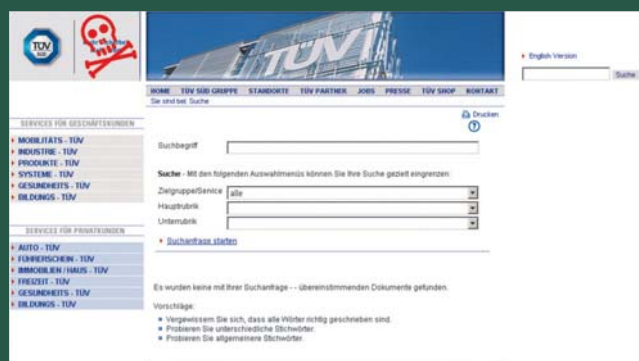 TÜV
SÜD
TÜV
English Version
Suche
HOME TÜV SÜD GRUPPE STANDORTE TÜV PARTNER JOBS PRESSE TÜV SHOP KONTAKT
Sie sind bei: Suche
Drucken
SERVICES FÜR GESCHÄFTSKUNDEN
MOBILITÄTS - TÜV
INDUSTRIE - TÜV
PRODUKTE - TÜV
SYSTEME - TÜV
GESUNDHEITS - TÜV
BILDUNGS - TÜV
SERVICES FÜR PRIVATKUNDEN
AUTO - TÜV
FÜHRERSCHEIN - TÜV
IMMOBILIEN / HAUS - TÜV
FREIZEIT - TÜV
GESUNDHEITS - TÜV
BILDUNGS - TÜV
Suchbegriff
Suche - Mit den folgenden Auswahlmenüs können Sie Ihre Suche gezielt eingrenzen:
Zielgruppe/Service alle
Hauptrubrik
Unterrubrik
Suchanfrage starten
Es wurden keine mit Ihrer Suchanfrage - - übereinstimmenden Dokumente gefunden.
Vorschläge:
Vergewissern Sie sich, dass alle Wörter richtig geschrieben sind.
Probieren Sie unterschiedliche Stichwörter.
Probieren Sie allgemeinere Stichwörter.